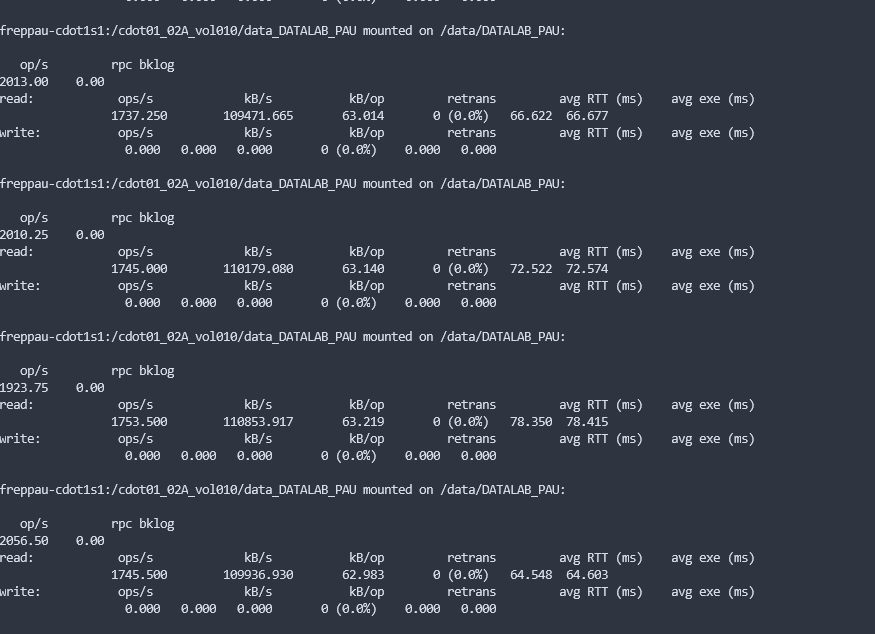 freppau-cdot1s1:/cdot01_02A_vol010/data_DATALAB_PAU mounted on /data/DATALAB_PAU:
op/s rpc bklog
2013.00 0.00
read: ops/s kB/s kB/op retrans avg RTT (ms) avg exe (ms)
1737.250 109471.665 63.014 0 (0.0%) 66.622 66.677
write: ops/s kB/s kB/op retrans avg RTT (ms) avg exe (ms)
0.000 0.000 0.000 0 (0.0%) 0.000 0.000
freppau-cdot1s1:/cdot01_02A_vol010/data_DATALAB_PAU mounted on /data/DATALAB_PAU:
op/s rpc bklog
2010.25 0.00
read: ops/s kB/s kB/op retrans avg RTT (ms) avg exe (ms)
1745.000 110179.080 63.140 0 (0.0%) 72.522 72.574
write: ops/s kB/s kB/op retrans avg RTT (ms) avg exe (ms)
0.000 0.000 0.000 0 (0.0%) 0.000 0.000
freppau-cdot1s1:/cdot01_02A_vol010/data_DATALAB_PAU mounted on /data/DATALAB_PAU:
op/s rpc bklog
1923.75 0.00
read: ops/s kB/s kB/op retrans avg RTT (ms) avg exe (ms)
1753.500 110853.917 63.219 0 (0.0%) 78.350 78.415
write: ops/s kB/s kB/op retrans avg RTT (ms) avg exe (ms)
0.000 0.000 0.000 0 (0.0%) 0.000 0.000
freppau-cdot1s1:/cdot01_02A_vol010/data_DATALAB_PAU mounted on /data/DATALAB_PAU:
op/s rpc bklog
2056.50 0.00
read: ops/s kB/s kB/op retrans avg RTT (ms) avg exe (ms)
1745.500 109936.930 62.983 0 (0.0%) 64.548 64.603
write: ops/s kB/s kB/op retrans avg RTT (ms) avg exe (ms)
0.000 0.000 0.000 0 (0.0%) 0.000 0.000